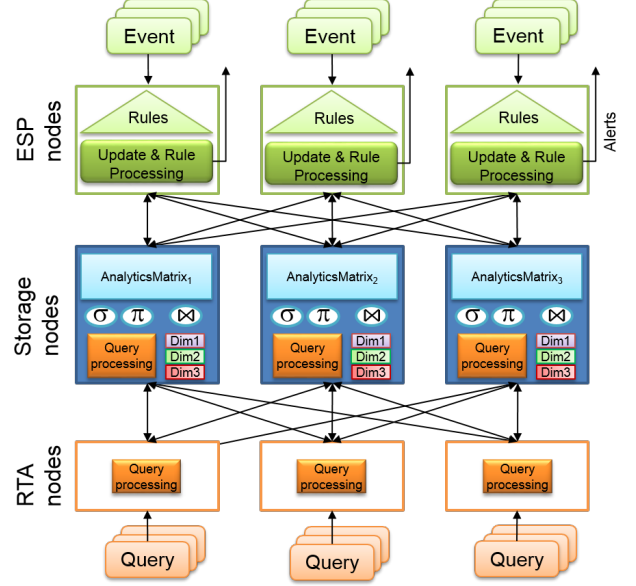 Event
Event
Event
ESP
nodes
Rules
Rules
Rules
Update & Rule
Processing
Update & Rule
Processing
Update & Rule
Processing
Alerts
Storage
nodes
AnalyticsMatrix₁
AnalyticsMatrix₂
AnalyticsMatrix₃
σ π ⋈
σ π ⋈
σ π ⋈
Query
processing
Dim1
Dim2
Dim3
Query
processing
Dim1
Dim2
Dim3
Query
processing
Dim1
Dim2
Dim3
RTA
nodes
Query
processing
Query
processing
Query
processing
Query
Query
Query